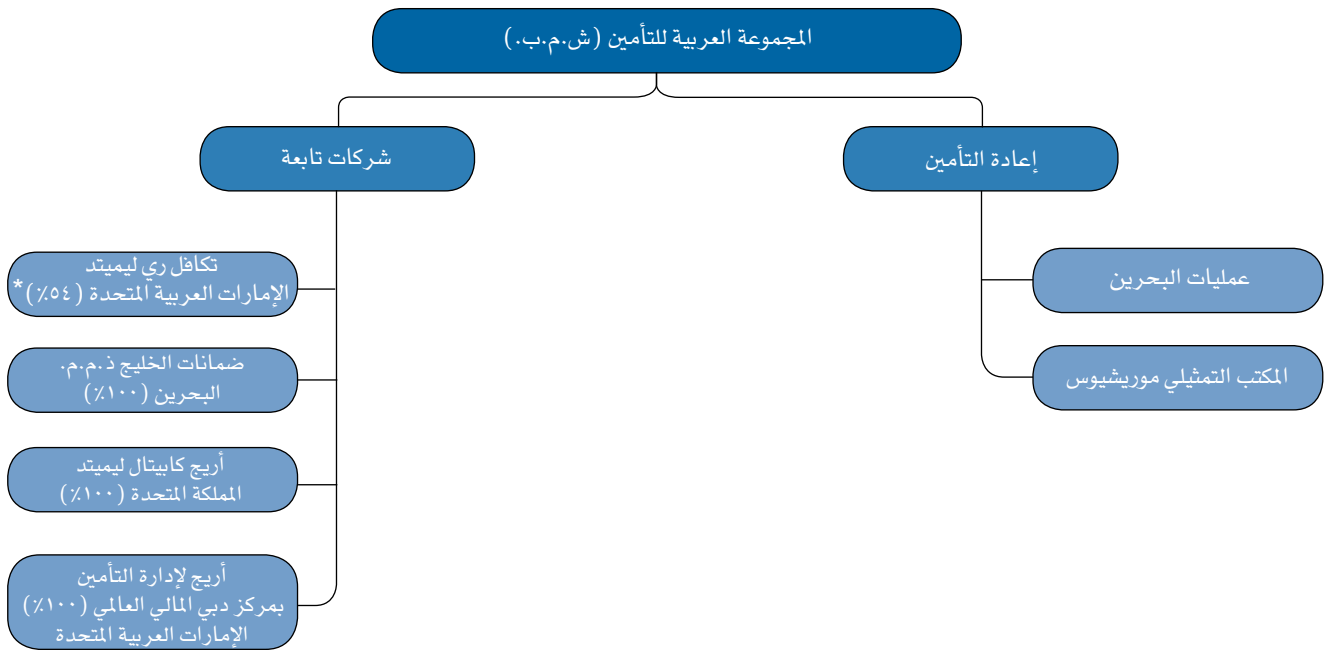 المجموعة العربية للتأمين (ش.م.ب.)
إعادة التأمين
عمليات البحرين
المكتب التمثيلي موريشيوس
شركات تابعة
تكافل ري ليميتد
الإمارات العربية المتحدة (٥٤٪)*
ضمانات الخليج ذ.م.م.
البحرين (١٠٠٪)
أريج كابيتال ليميتد
المملكة المتحدة (١٠٠٪)
أريج لإدارة التأمين
بمركز دبي المالي العالمي (١٠٠٪)
الإمارات العربية المتحدة